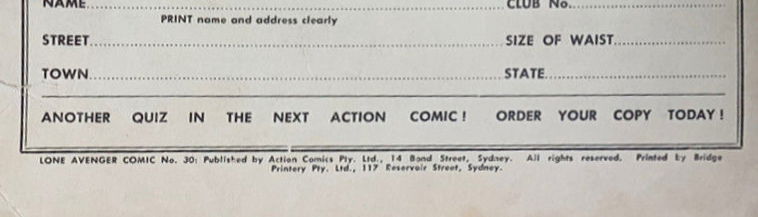 NAME CLUB No.
PRINT name and address clearly
STREET SIZE OF WAIST
TOWN STATE
ANOTHER QUIZ IN THE NEXT ACTION COMIC! ORDER YOUR COPY TODAY!
LONE AVENGER COMIC No. 30: Published by Action Comics Pty. Ltd., 14 Bond Street, Sydney. All rights reserved. Printed by Bridge
Printery Pty. Ltd., 117 Reservoir Street, Sydney.